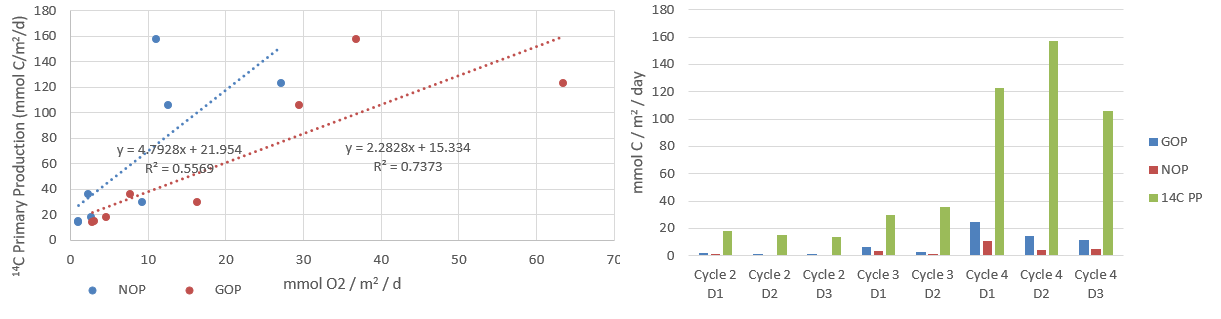 ¹⁴C Primary Production (mmol C/m²/d)
180
160
140
120
100
80
60
40
20
0
y = 4.7928x + 21.954
R² = 0.5569
y = 2.2828x + 15.334
R² = 0.7373
0 10 20 30 40 50 60 70
mmol O2 / m² / d
NOP GOP
mmol C / m² / day
180
160
140
120
100
80
60
40
20
0
Cycle 2 Cycle 2 Cycle 2 Cycle 3 Cycle 3 Cycle 4 Cycle 4 Cycle 4
D1 D2 D3 D1 D2 D1 D2 D3
GOP
NOP
14C PP